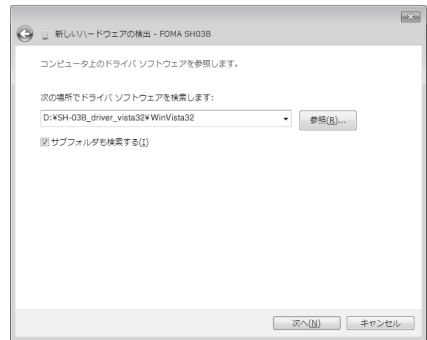 新しいハードウェアの検出 - FOMA SH03B
コンピュータ上のドライバ ソフトウェアを参照します。
次の場所でドライバ ソフトウェアを検索します:
D:¥SH-03B_driver_vista32¥WinVista32
参照(R)...
サブフォルダも検索する(I)
次へ(N)
キャンセル